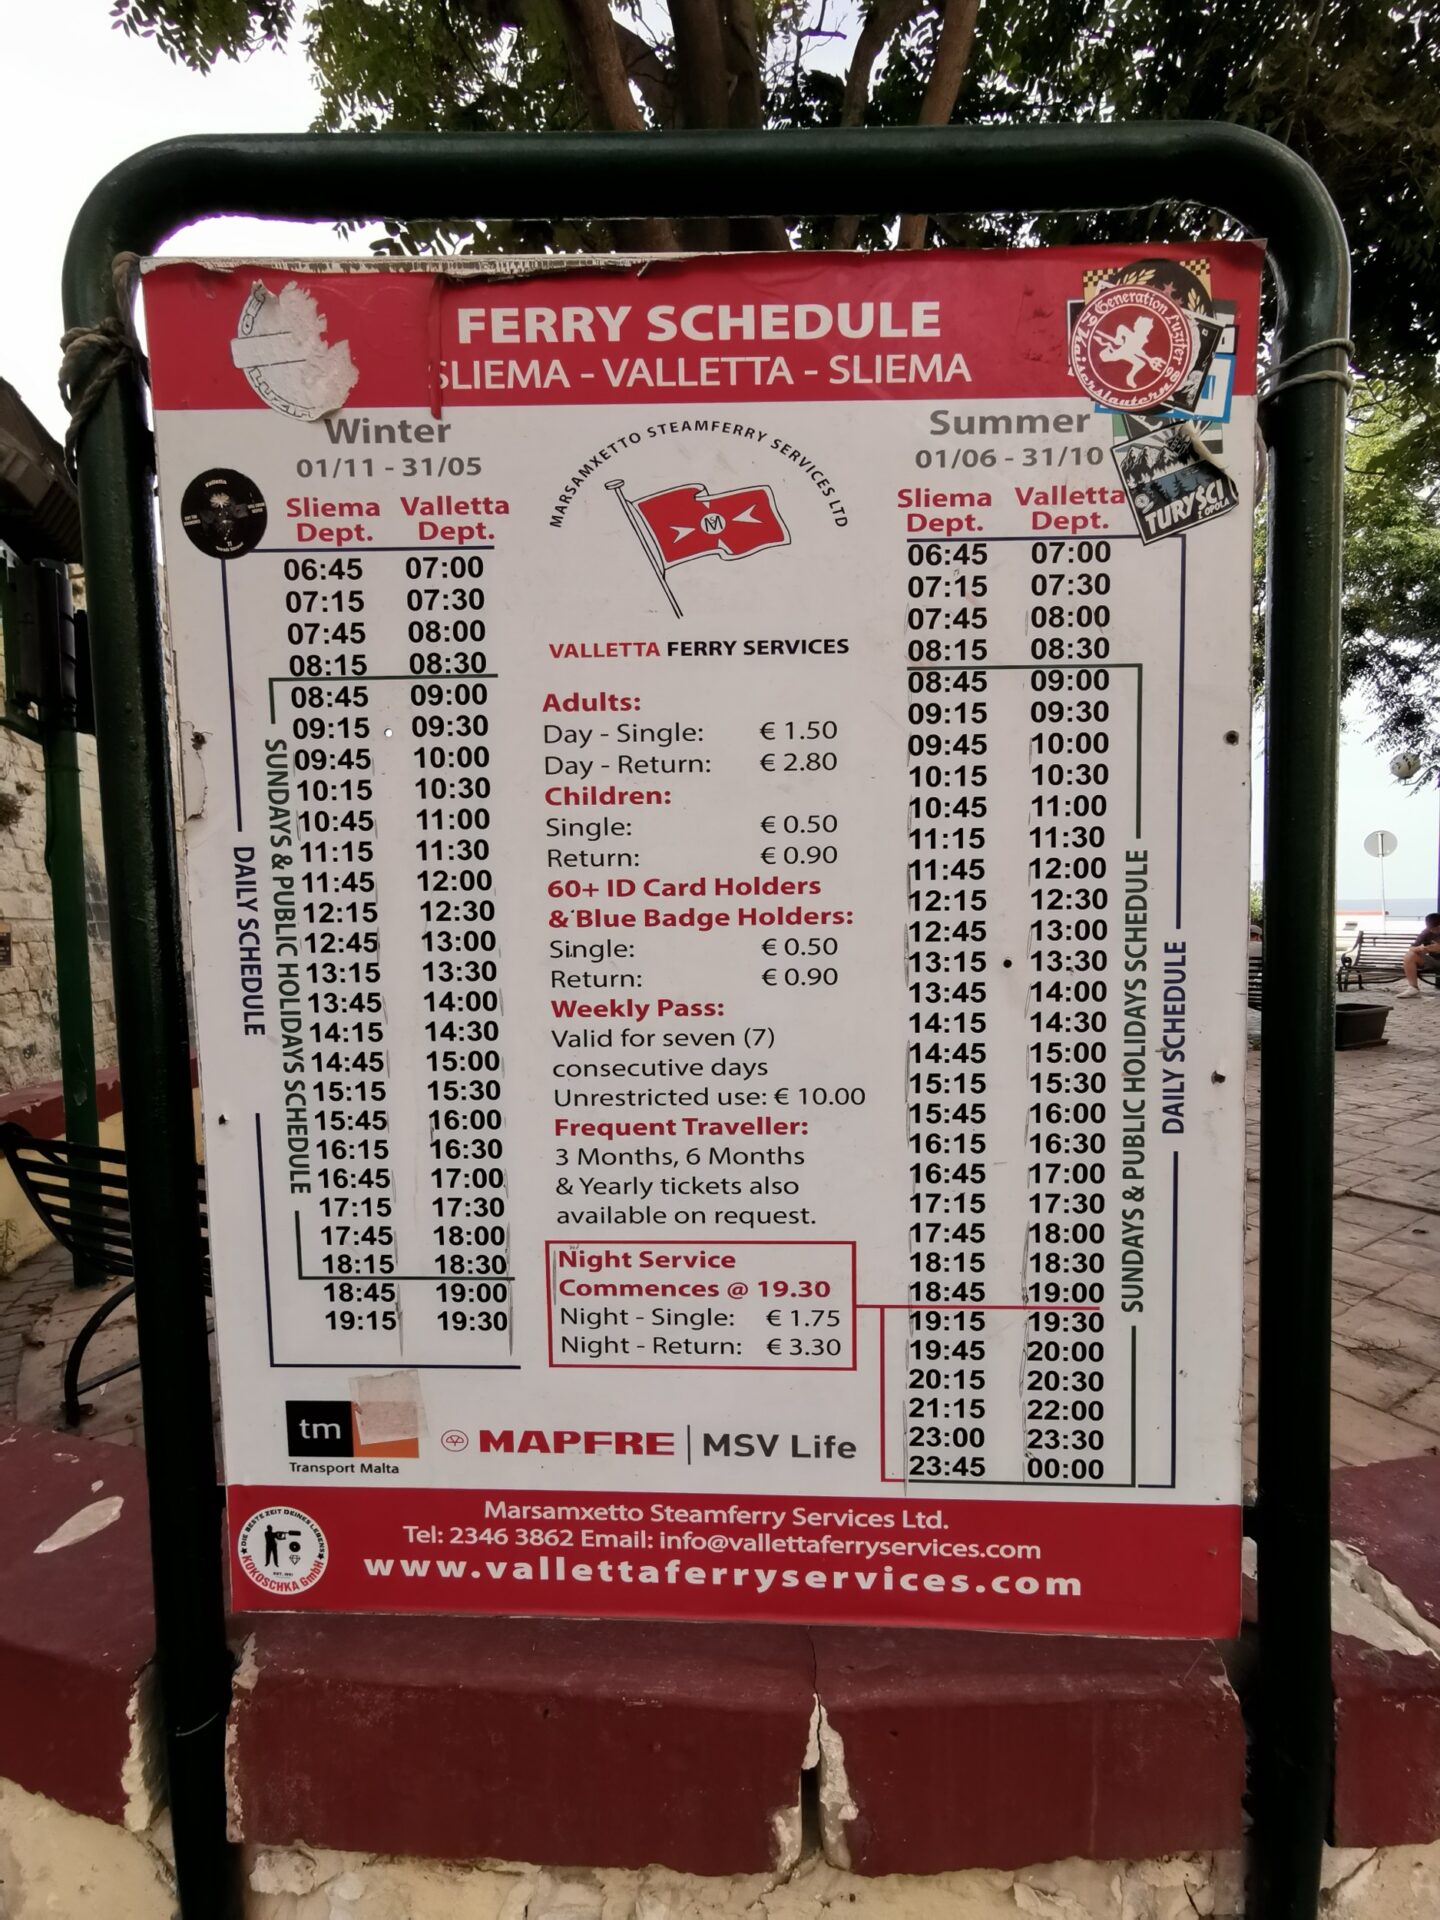 FERRY SCHEDULE
SLIEMA - VALLETTA - SLIEMA
Generation Luzifer
Kaiserslautern
TURYŚCI
Z OPOLA
Winter
01/11 - 31/05
Sliema Valletta
Dept. Dept.
06:45 07:00
07:15 07:30
07:45 08:00
08:15 08:30
08:45 09:00
09:15 09:30
09:45 10:00
10:15 10:30
10:45 11:00
11:15 11:30
11:45 12:00
12:15 12:30
12:45 13:00
13:15 13:30
13:45 14:00
14:15 14:30
14:45 15:00
15:15 15:30
15:45 16:00
16:15 16:30
16:45 17:00
17:15 17:30
17:45 18:00
18:15 18:30
18:45 19:00
19:15 19:30
DAILY SCHEDULE
SUNDAYS & PUBLIC HOLIDAYS SCHEDULE
MARSAMXETTO STEAMFERRY SERVICES LTD
VALLETTA FERRY SERVICES
Adults:
Day - Single: € 1.50
Day - Return: € 2.80
Children:
Single: € 0.50
Return: € 0.90
60+ ID Card Holders
& Blue Badge Holders:
Single: € 0.50
Return: € 0.90
Weekly Pass:
Valid for seven (7)
consecutive days
Unrestricted use: € 10.00
Frequent Traveller:
3 Months, 6 Months
& Yearly tickets also
available on request.
Night Service
Commences @ 19.30
Night - Single: € 1.75
Night - Return: € 3.30
Summer
01/06 - 31/10
Sliema Valletta
Dept. Dept.
06:45 07:00
07:15 07:30
07:45 08:00
08:15 08:30
08:45 09:00
09:15 09:30
09:45 10:00
10:15 10:30
10:45 11:00
11:15 11:30
11:45 12:00
12:15 12:30
12:45 13:00
13:15 13:30
13:45 14:00
14:15 14:30
14:45 15:00
15:15 15:30
15:45 16:00
16:15 16:30
16:45 17:00
17:15 17:30
17:45 18:00
18:15 18:30
18:45 19:00
19:15 19:30
19:45 20:00
20:15 20:30
21:15 22:00
23:00 23:30
23:45 00:00
SUNDAYS & PUBLIC HOLIDAYS SCHEDULE
DAILY SCHEDULE
tm
Transport Malta
MAPFRE | MSV Life
Marsamxetto Steamferry Services Ltd.
Tel: 2346 3862 Email: info@vallettaferryservices.com
www.vallettaferryservices.com
DIE BESTE ZEIT DEINES LEBENS
KOKOSCHKA GmbH